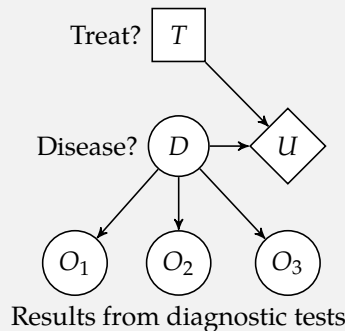 Treat? T
Disease? D U
O1 O2 O3
Results from diagnostic tests